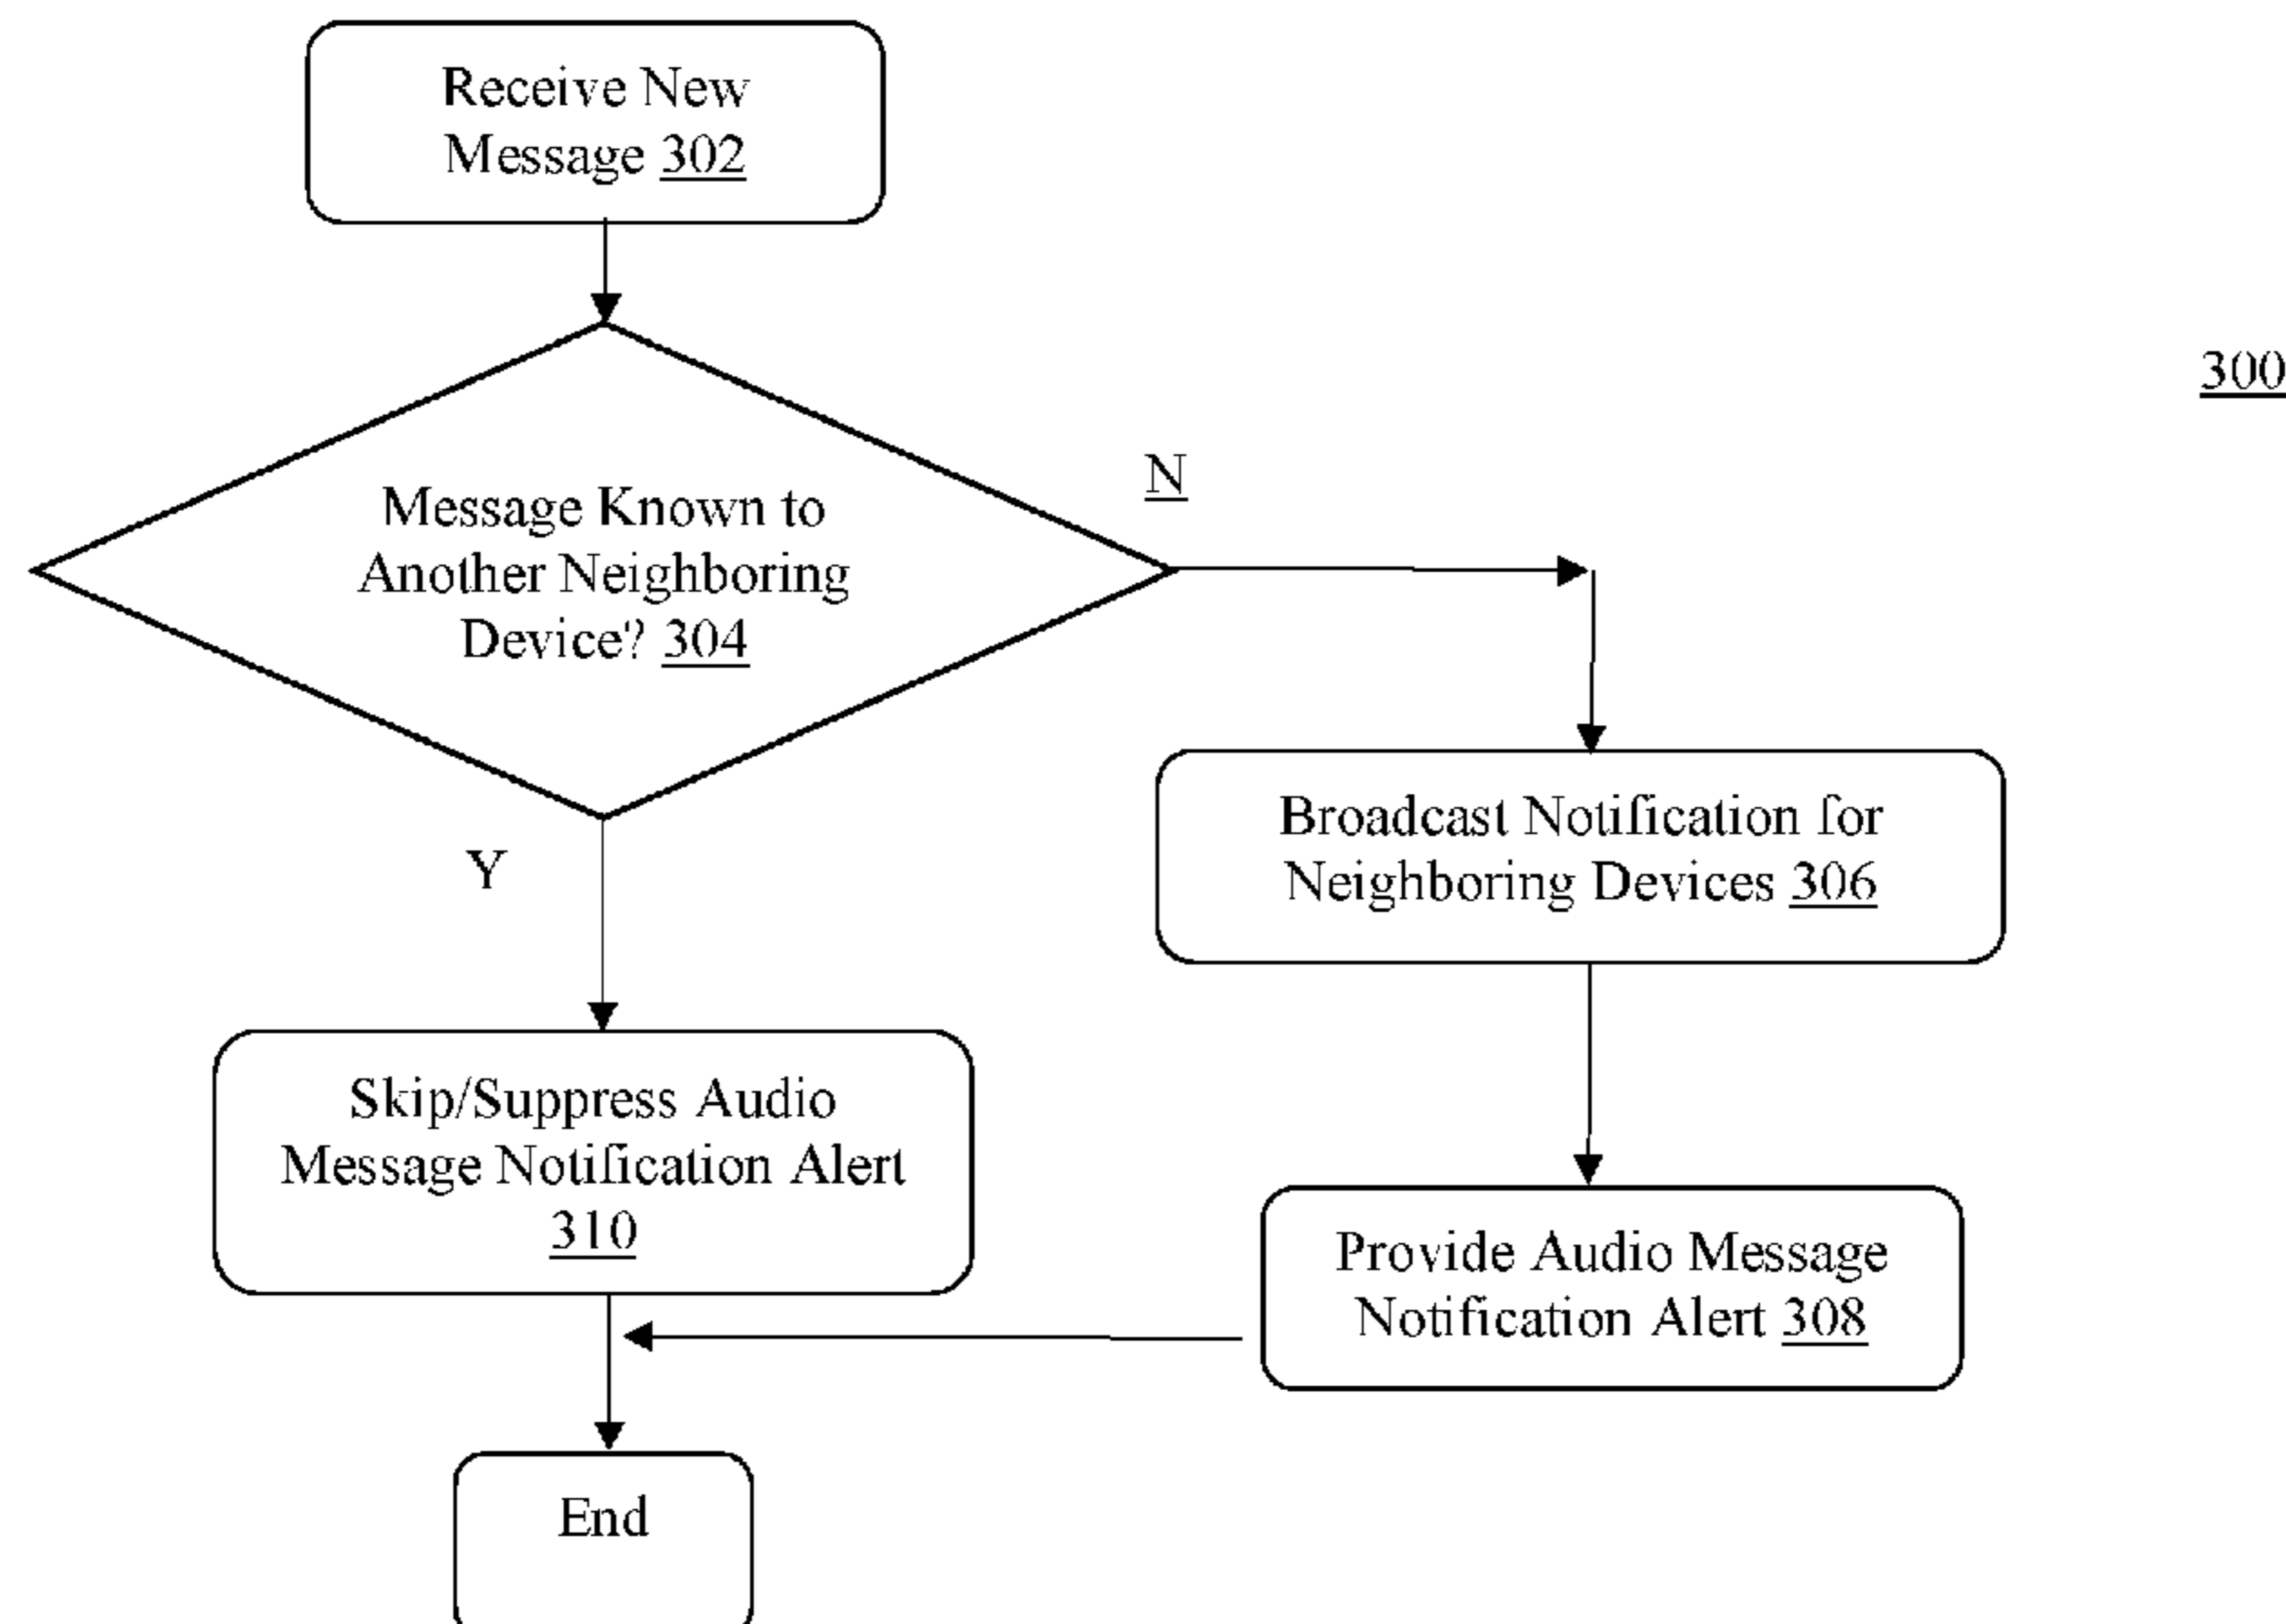 Receive New
Message 302
300
N
Message Known to
Another Neighboring
Device? 304
Y
Broadcast Notification for
Neighboring Devices 306
Skip/Suppress Audio
Message Notification Alert
310
Provide Audio Message
Notification Alert 308
End